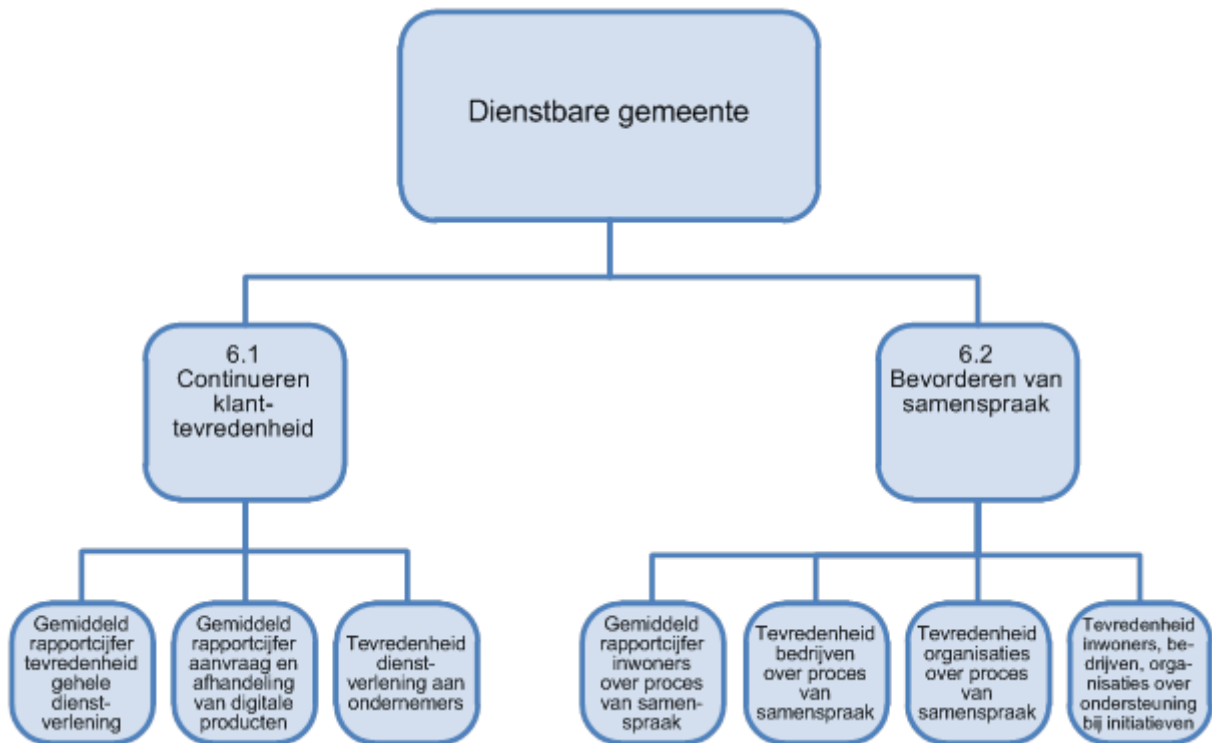 Dienstbare gemeente
6.1
Continueren
klant-
tevredenheid
6.2
Bevorderen van
samenspraak
Gemiddeld
rapportcijfer
tevredenheid
gehele
dienst-
verlening
Gemiddeld
rapportcijfer
aanvraag en
afhandeling
van digitale
producten
Tevredenheid
dienst-
verlening aan
ondernemers
Gemiddeld
rapportcijfer
inwoners
over proces
van samen-
spraak
Tevredenheid
bedrijven
over proces
van
samenspraak
Tevredenheid
organisaties
over proces
van
samenspraak
Tevredenheid
inwoners, be-
drijven, orga-
nisaties over
ondersteuning
bij initiatieven